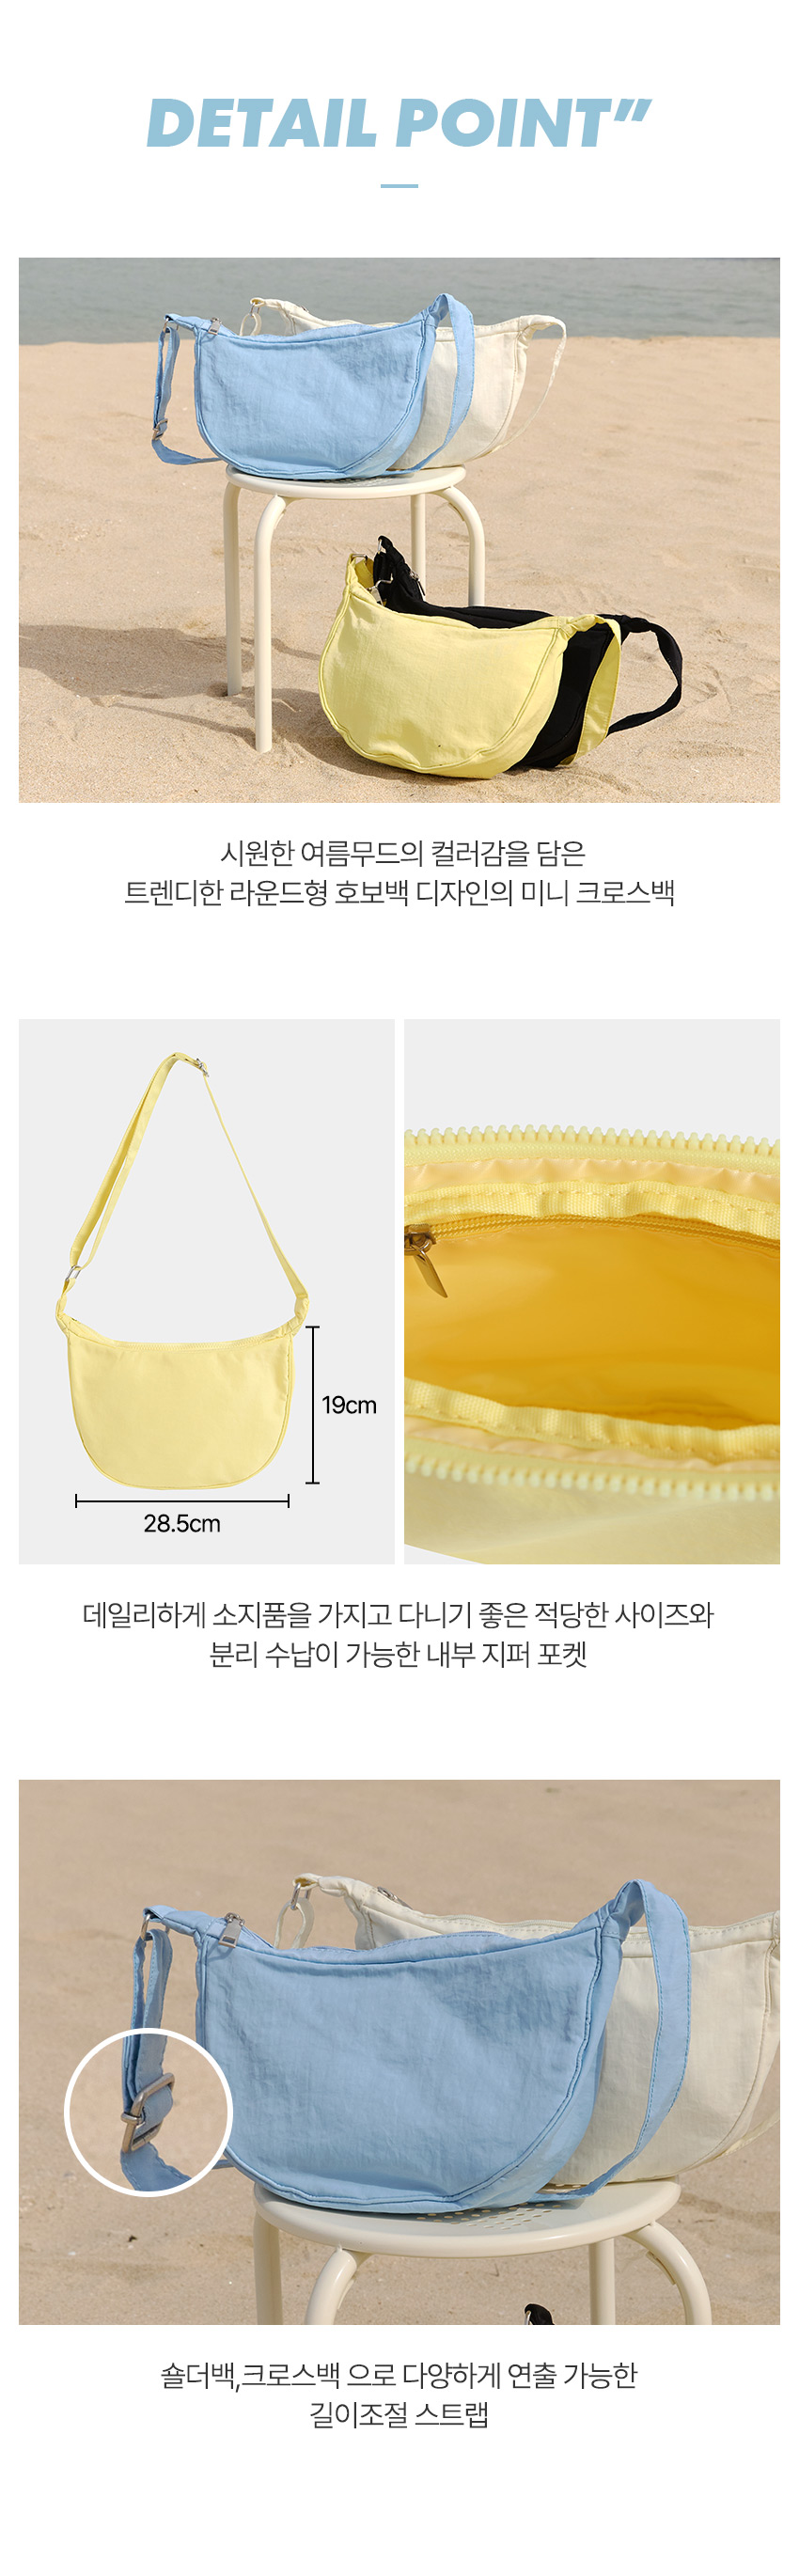 DETAIL POINT”
시원한 여름무드의 컬러감을 담은
트렌디한 라운드형 호보백 디자인의 미니 크로스백
19cm
28.5cm
데일리하게 소지품을 가지고 다니기 좋은 적당한 사이즈와
분리 수납이 가능한 내부 지퍼 포켓
숄더백,크로스백 으로 다양하게 연출 가능한
길이조절 스트랩